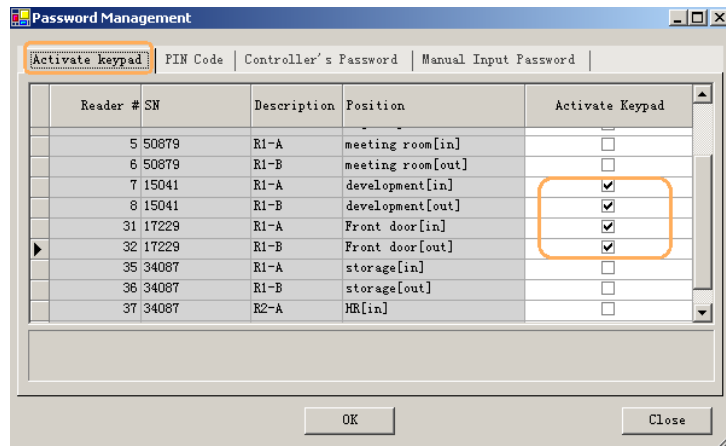 Password Management
Activate keypad PIN Code Controller's Password Manual Input Password
Reader # SN Description Position Activate Keypad
5 50879 R1-A meeting room[in]
6 50879 R1-B meeting room[out]
7 15041 R1-A development[in]
8 15041 R1-B development[out]
31 17229 R1-A Front door[in]
32 17229 R1-B Front door[out]
35 34087 R1-A storage[in]
36 34087 R1-B storage[out]
37 34087 R2-A HR[in]
OK Close